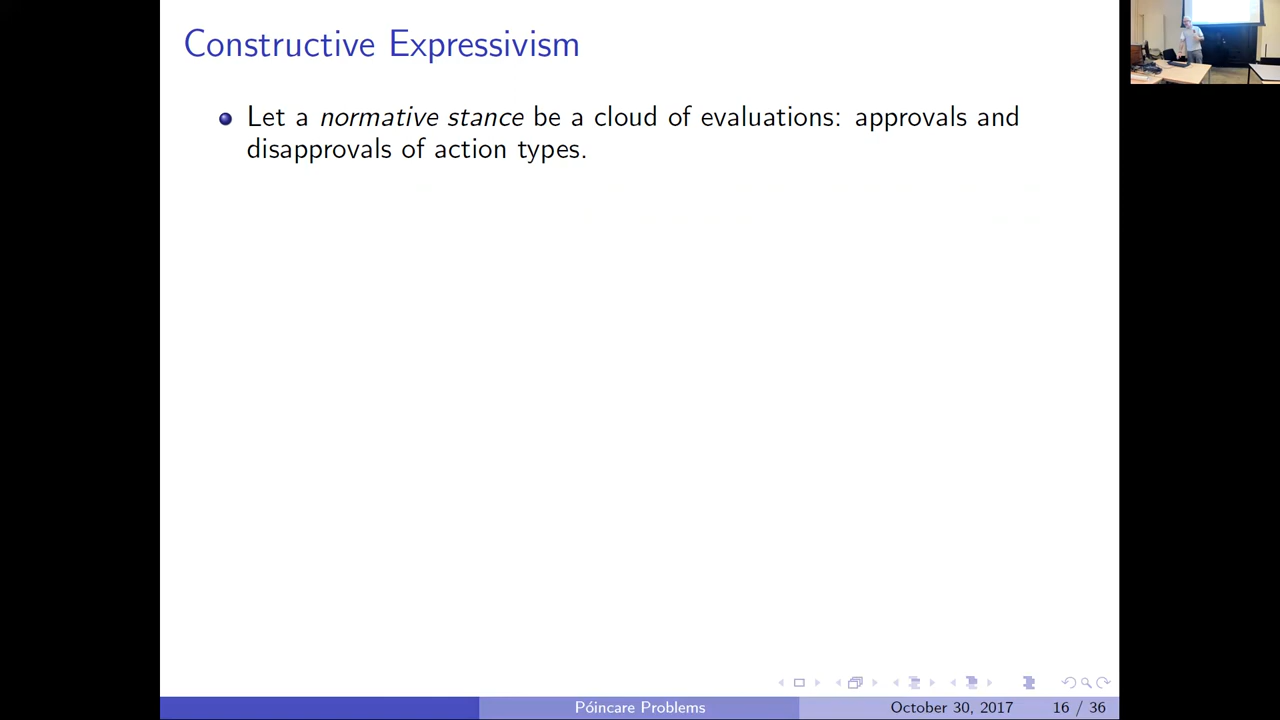 Constructive Expressivism
Let a normative stance be a cloud of evaluations: approvals and
disapprovals of action types.
Póincare Problems
October 30, 2017
16 / 36